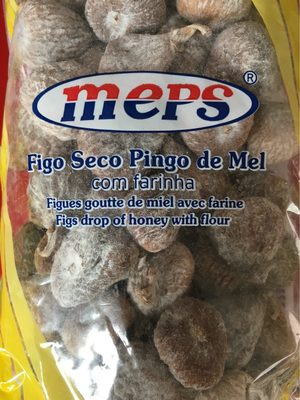 meps®
Figo Seco Pingo de Mel
com farinha
Figues goutte de miel avec farine
Figs drop of honey with flour